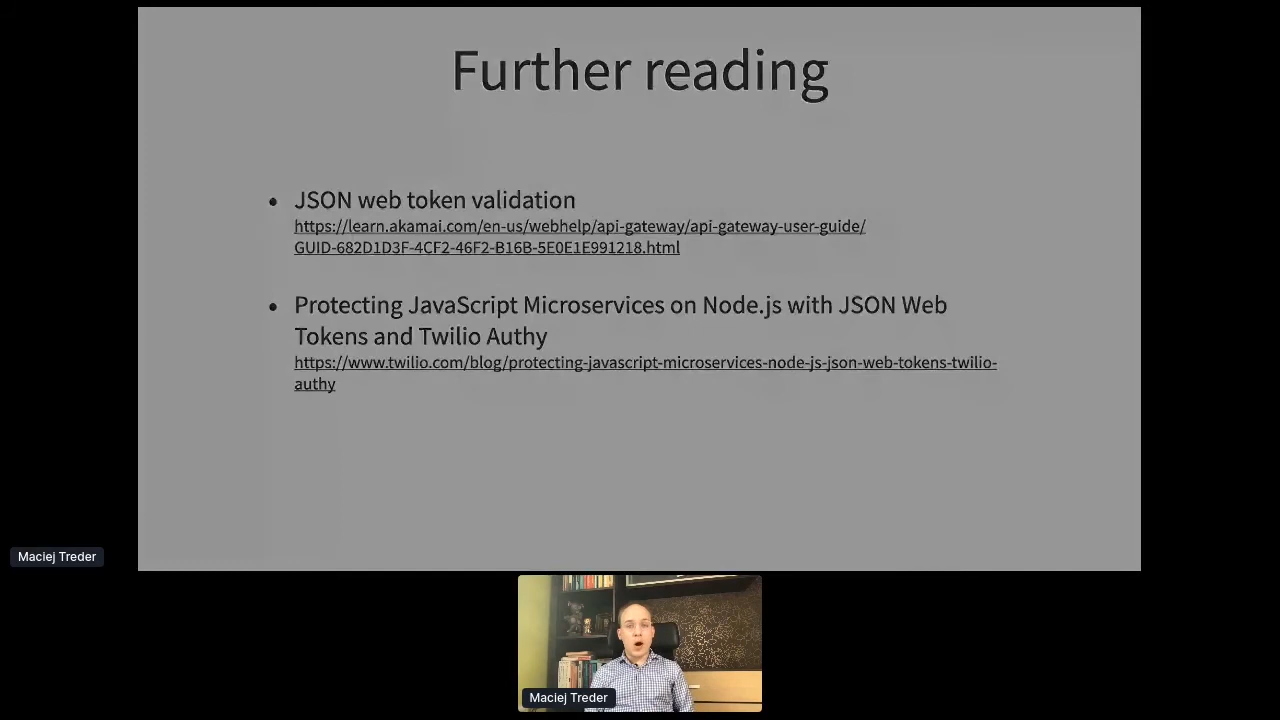 Further reading
JSON web token validation
https://learn.akamai.com/en-us/webhelp/api-gateway/api-gateway-user-guide/
GUID-682D1D3F-4CF2-46F2-B16B-5E0E1E991218.html
Protecting JavaScript Microservices on Node.js with JSON Web
Tokens and Twilio Authy
https://www.twilio.com/blog/protecting-javascript-microservices-node-js-json-web-tokens-twilio-
authy
Maciej Treder
Maciej Treder